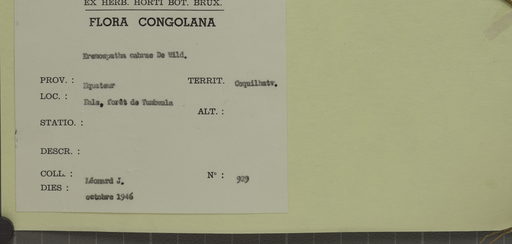 EX HERB. HORTI BOT. BRUX.
FLORA CONGOLANA
Eremospatha cabrae De Wild.
PROV. : Equateur TERRIT. Coquilhatv.
LOC. : Eala, forêt de
ALT. :
STATIO. :
DESCR. :
COLL. : Léonard J. N° : 929
DIES : octobre 1946